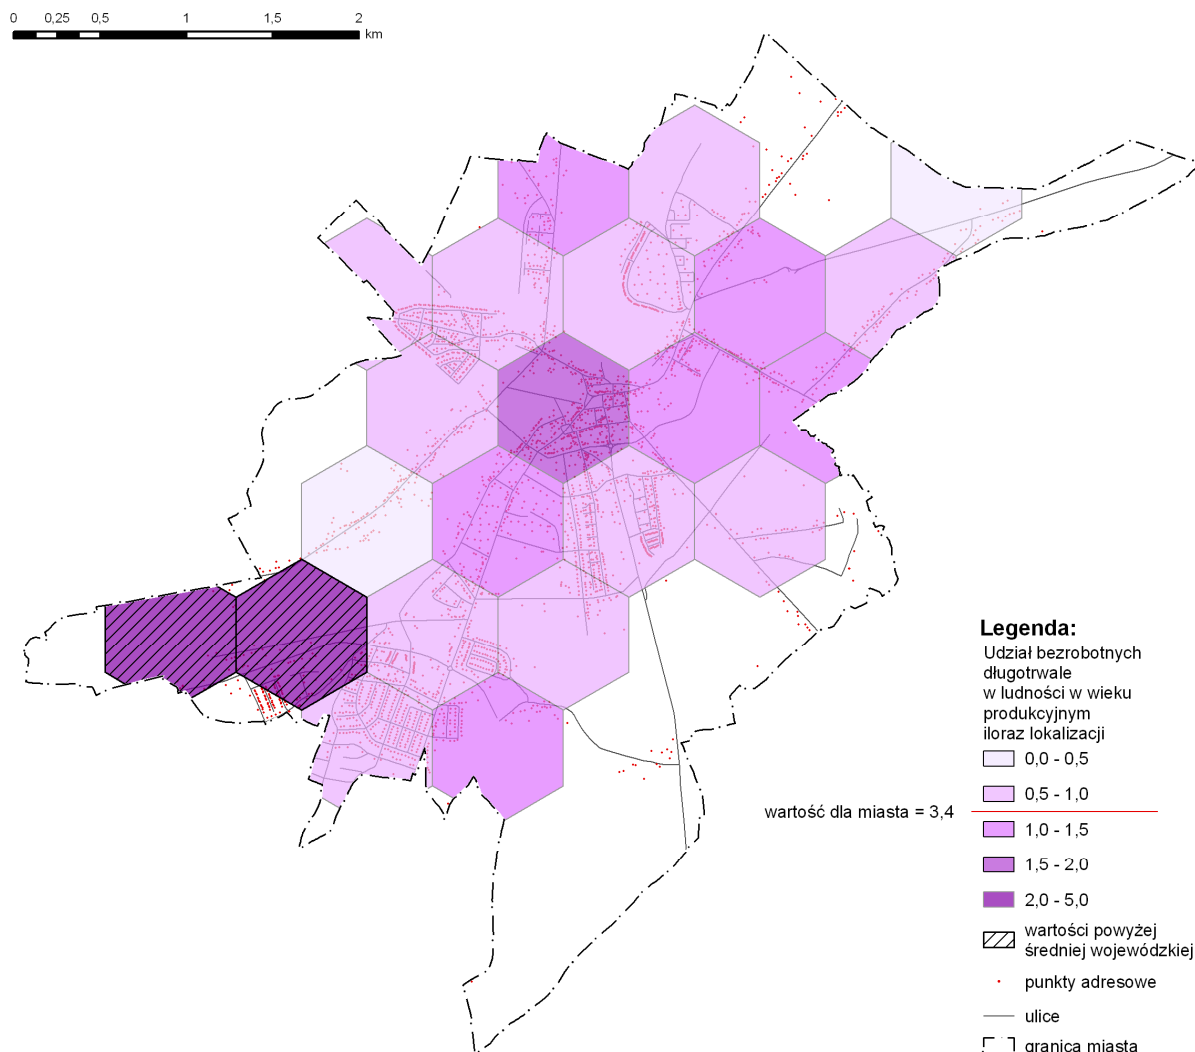 0 0,25 0,5 1 1,5 2
km
Legenda:
Udział bezrobotnych
długotrwale
w ludności w wieku
produkcyjnym
iloraz lokalizacji
0,0 - 0,5
0,5 - 1,0
wartość dla miasta = 3,4
1,0 - 1,5
1,5 - 2,0
2,0 - 5,0
wartości powyżej
średniej wojewódzkiej
punkty adresowe
ulice
granica miasta